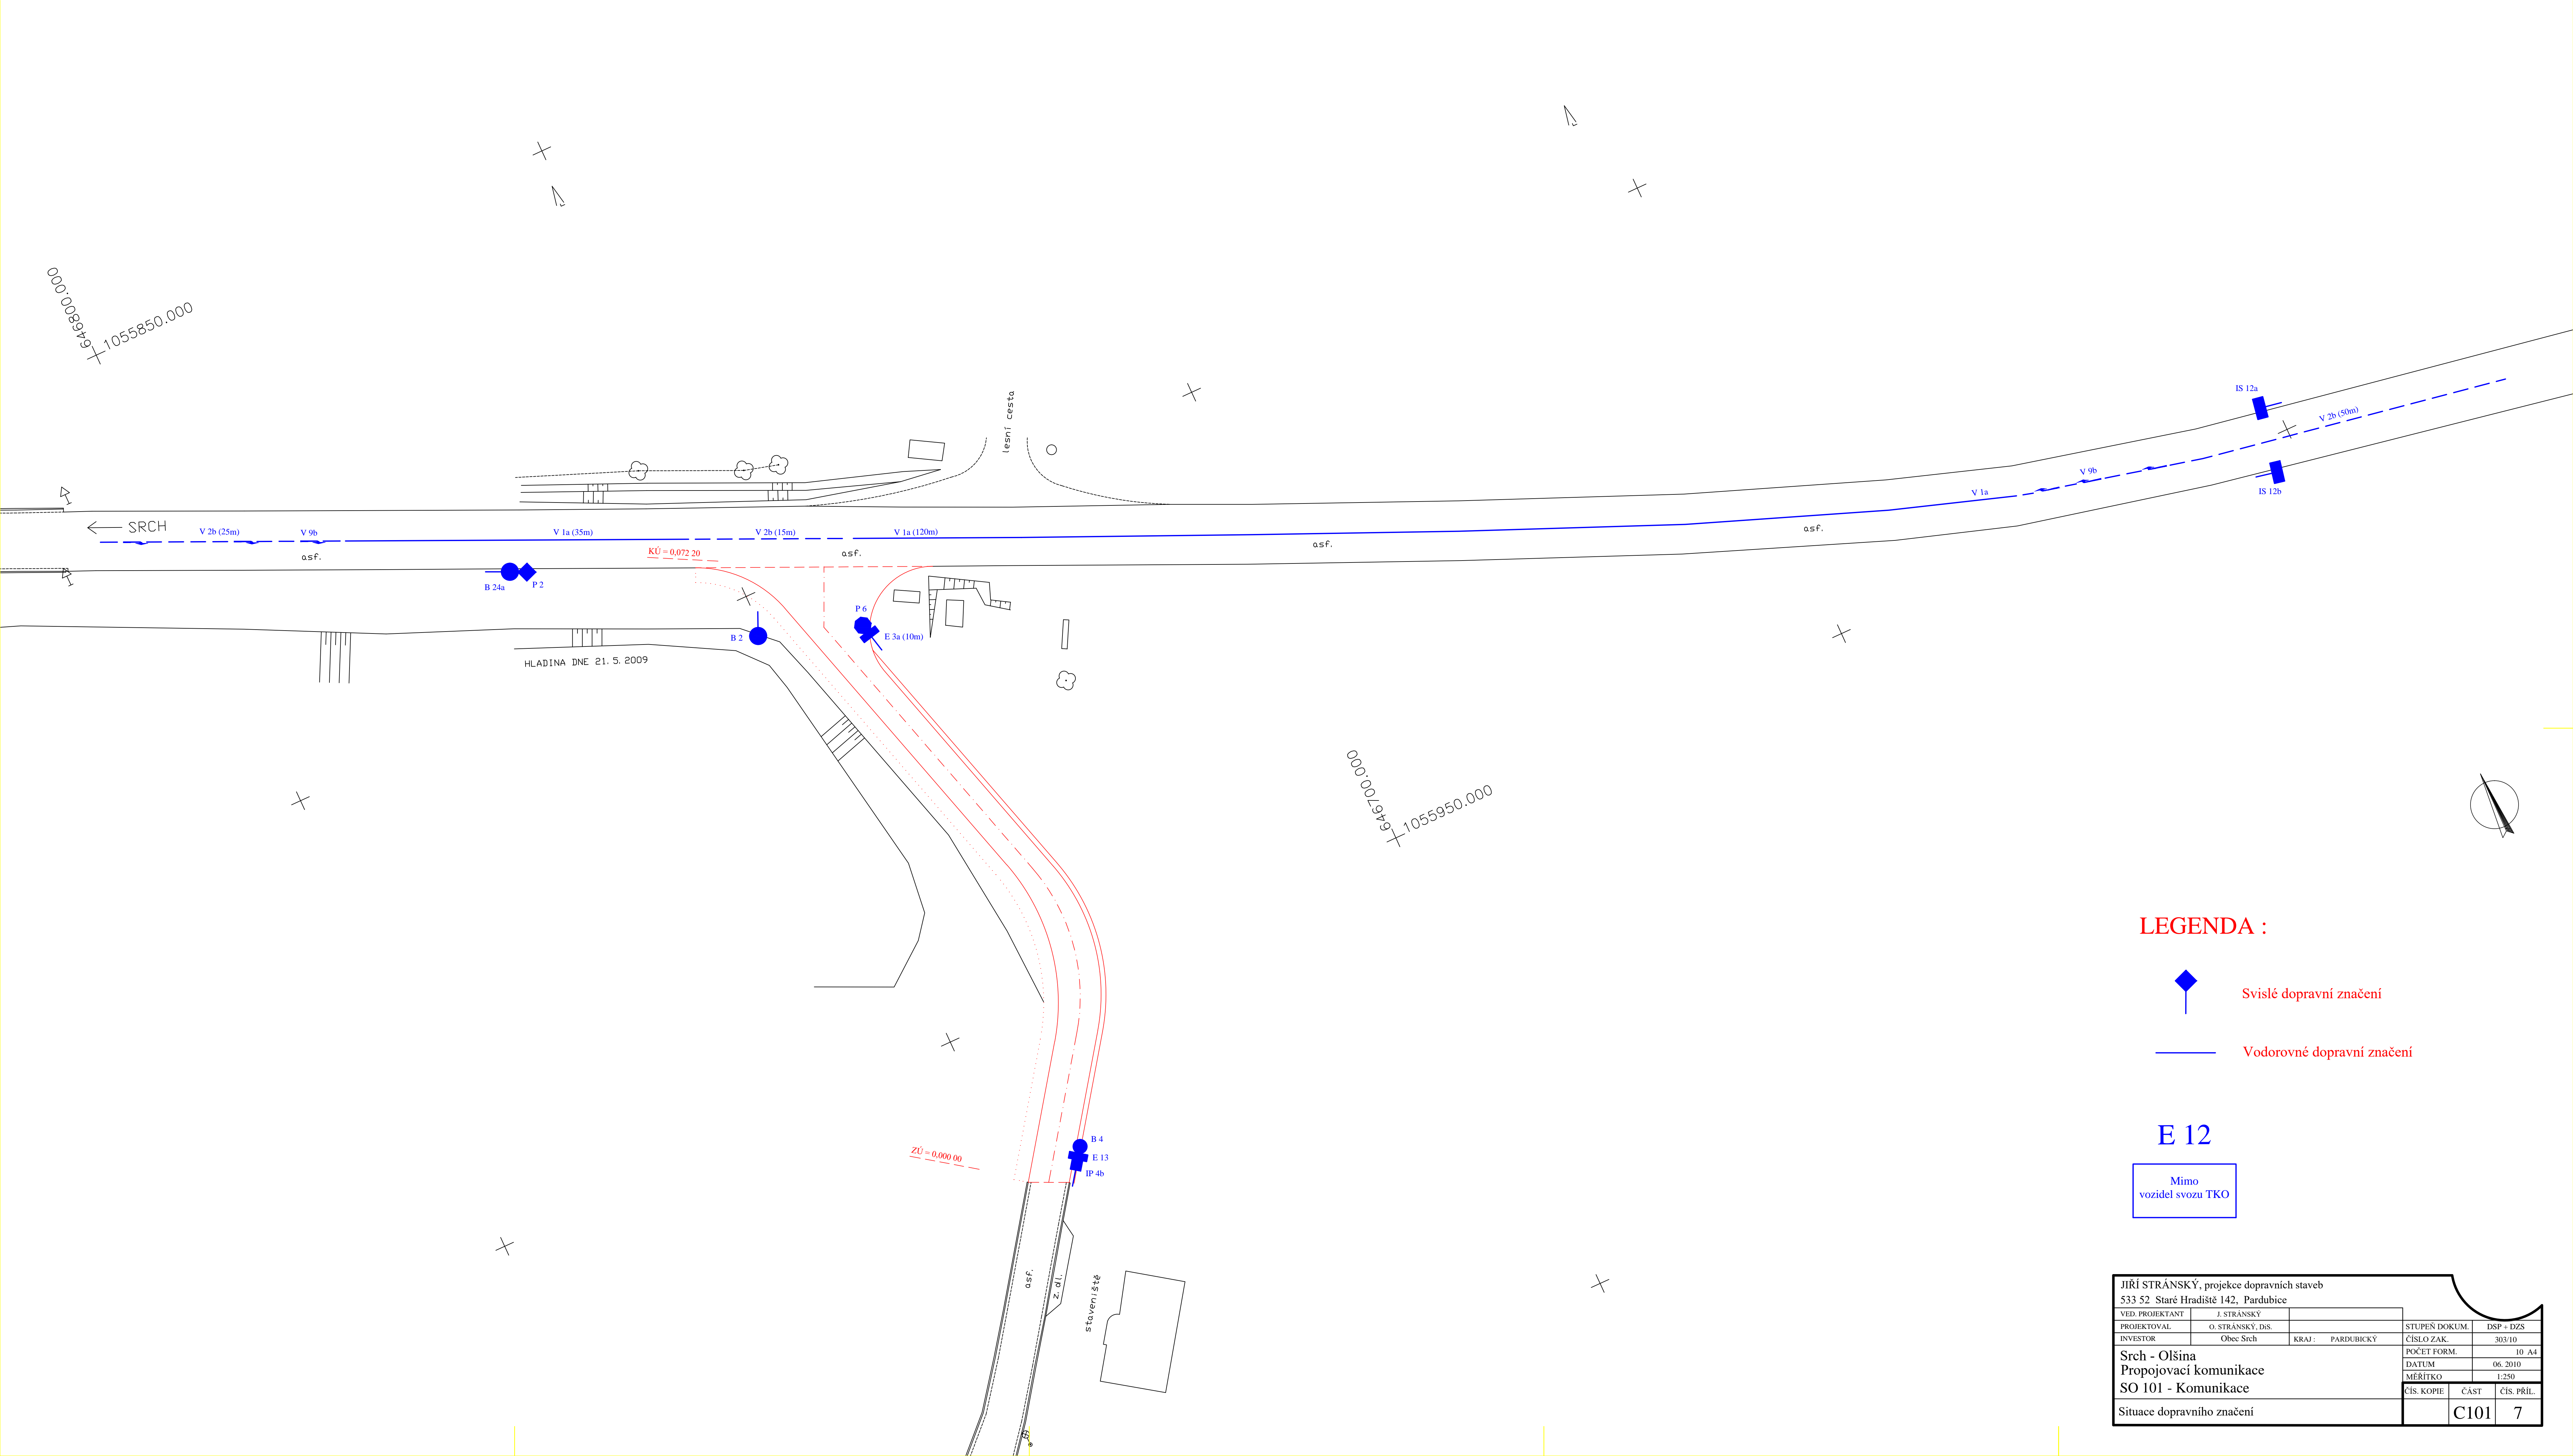 646800.000
1055850.000
lesní cesta
IS 12a
V 2b (50m)
V 9b
V 1a
IS 12b
SRCH
V 2b (25m)
V 9b
V 1a (35m)
V 2b (15m)
V 1a (120m)
asf.
asf.
asf.
asf.
KÚ = 0,072 20
B 24a
P 2
P 6
B 2
E 3a (10m)
HLADINA DNE 21.5.2009
646700.000
1055950.000
LEGENDA :
Svislé dopravní značení
Vodorovné dopravní značení
E 12
Mimo
vozidel svozu TKO
ZÚ = 0,000 00
B 4
E 13
IP 4b
asf.
z. dl.
staveniště
JIŘÍ STRÁNSKÝ, projekce dopravních staveb
533 52 Staré Hradiště 142, Pardubice
VED. PROJEKTANT J. STRÁNSKÝ
PROJEKTOVAL O. STRÁNSKÝ, DiS.
INVESTOR Obec Srch KRAJ : PARDUBICKÝ
STUPEŇ DOKUM. DSP + DZS
ČÍSLO ZAK. 303/10
POČET FORM. 10 A4
DATUM 06. 2010
MĚŘÍTKO 1:250
Srch - Olšina
Propojovací komunikace
SO 101 - Komunikace
ČÍS. KOPIE ČÁST ČÍS. PŘÍL.
Situace dopravního značení
C101 7